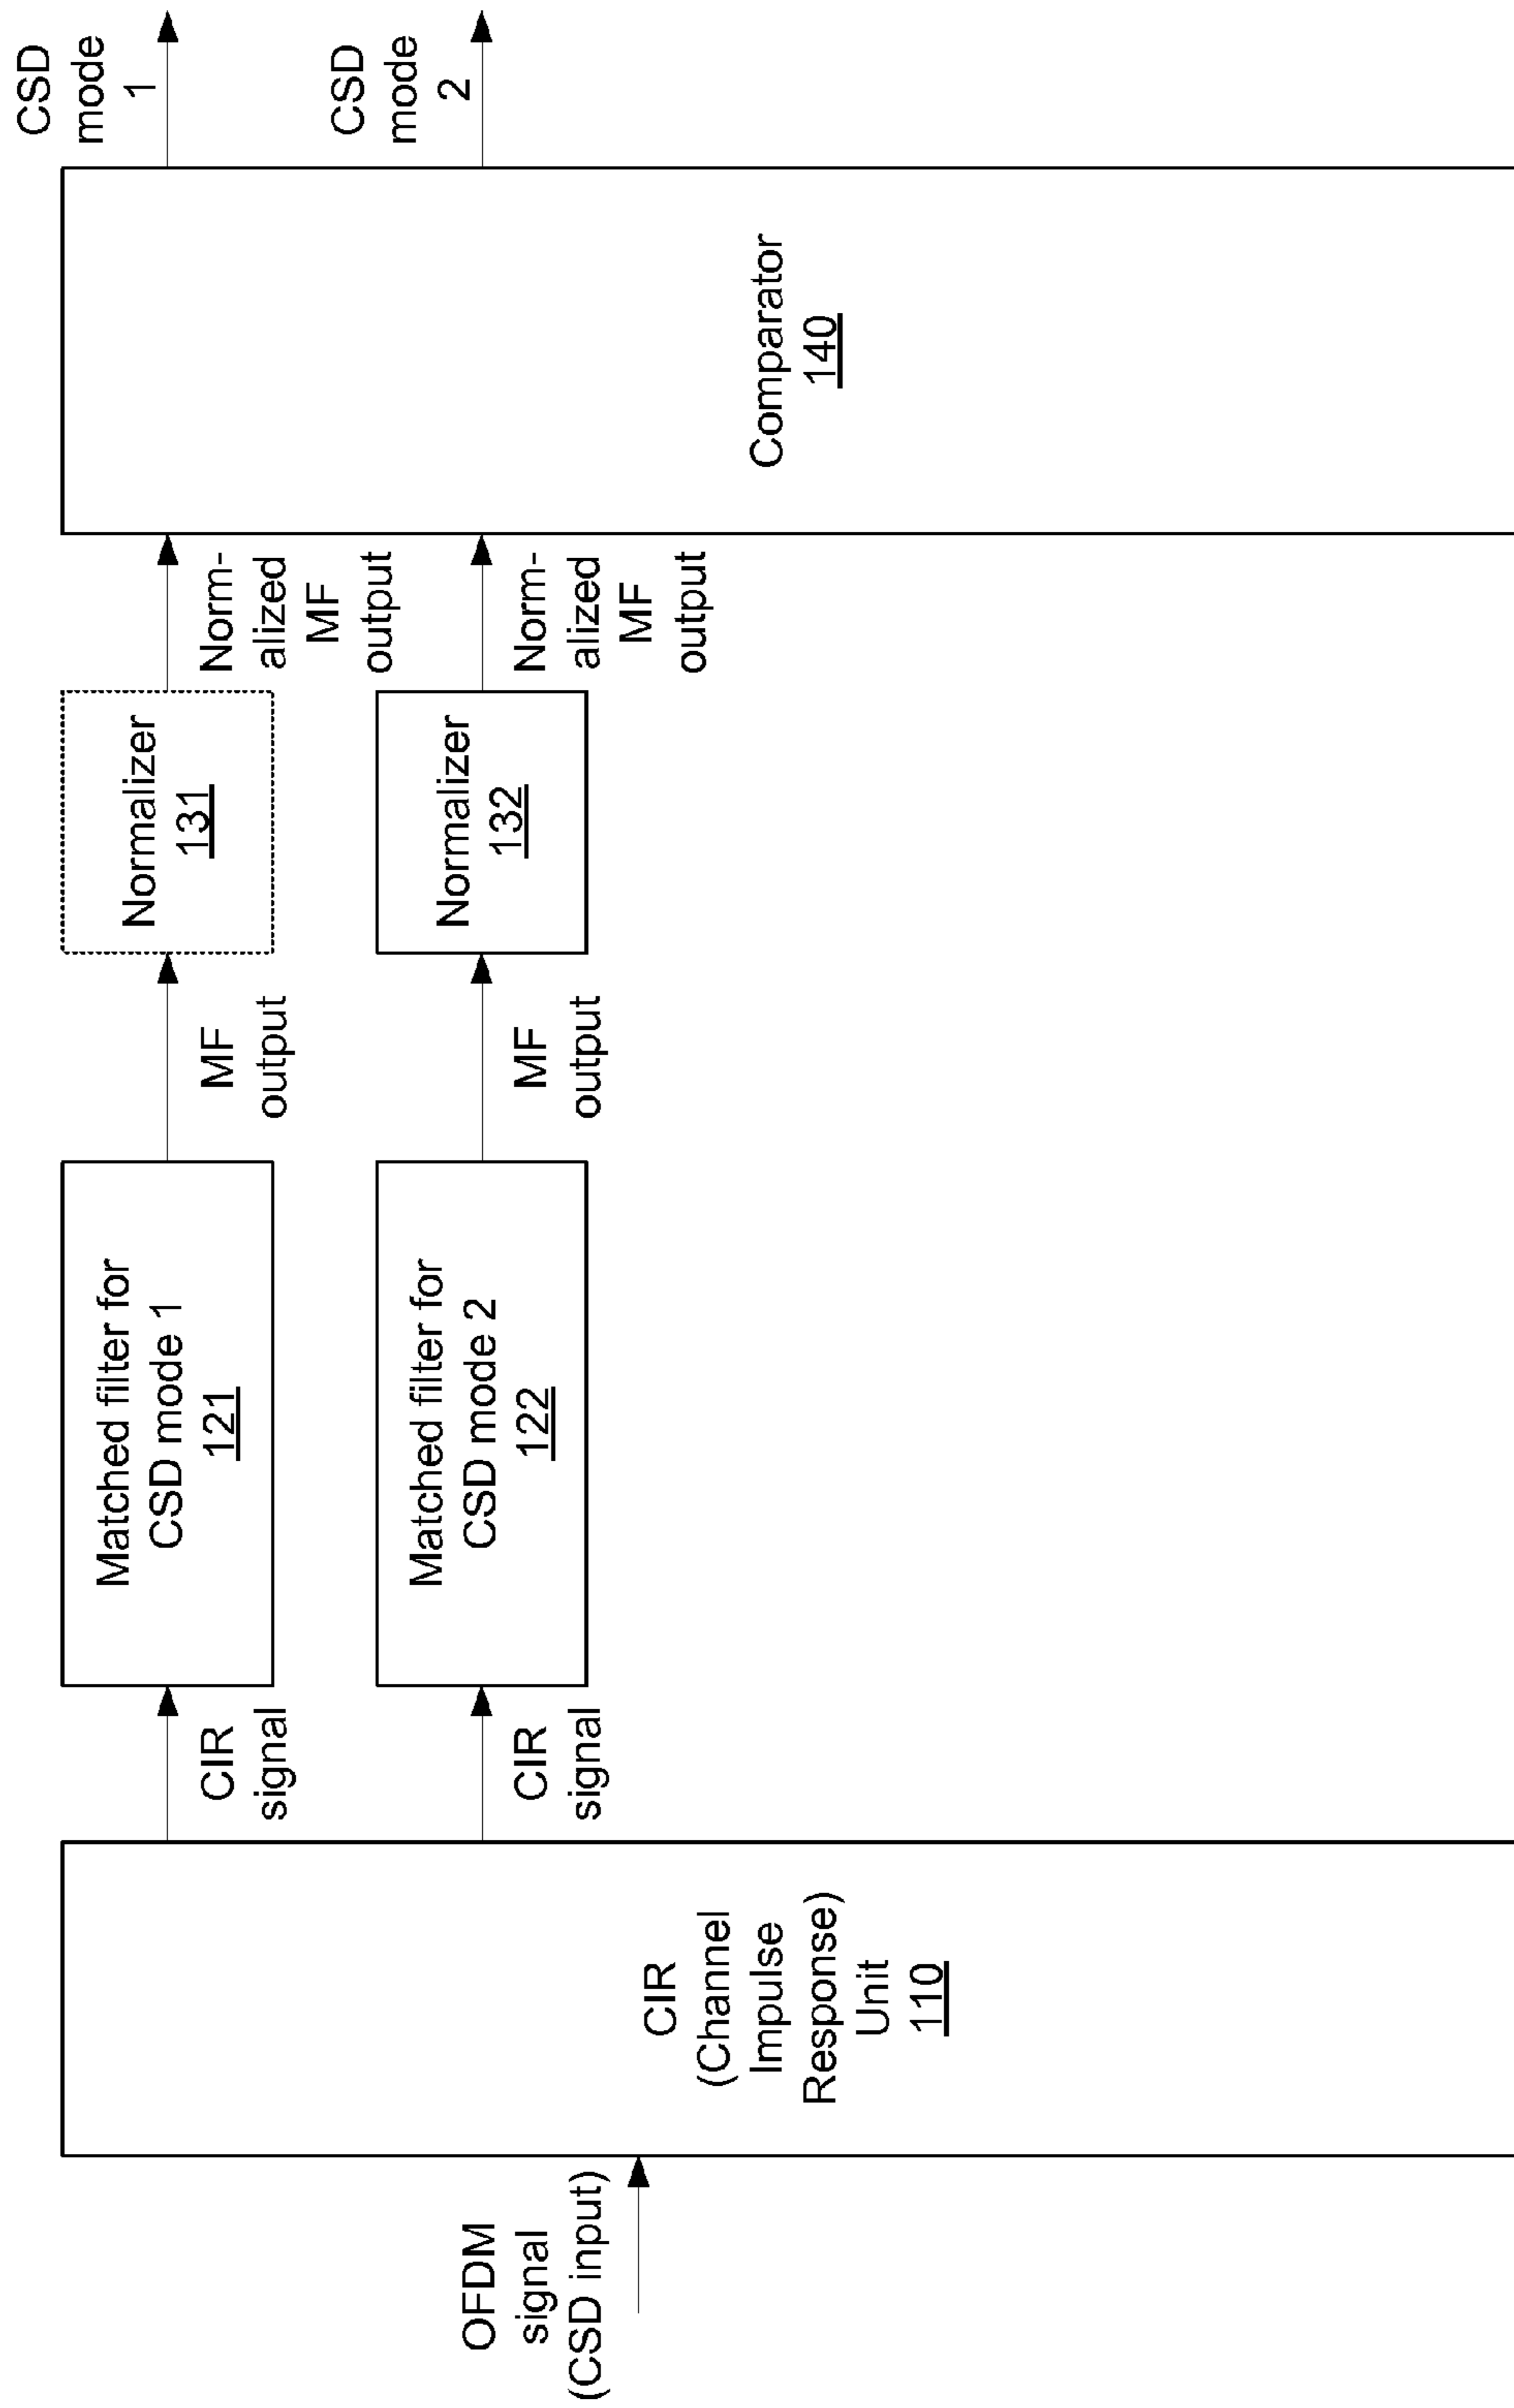 OFDM
signal
(CSD input)
CIR
(Channel
Impulse
Response)
Unit
110
CIR
signal
CIR
signal
Matched filter for
CSD mode 1
121
Matched filter for
CSD mode 2
122
MF
output
MF
output
Normalizer
131
Normalizer
132
Norm-
alized
MF
output
Norm-
alized
MF
output
Comparator
140
CSD
mode
1
CSD
mode
2